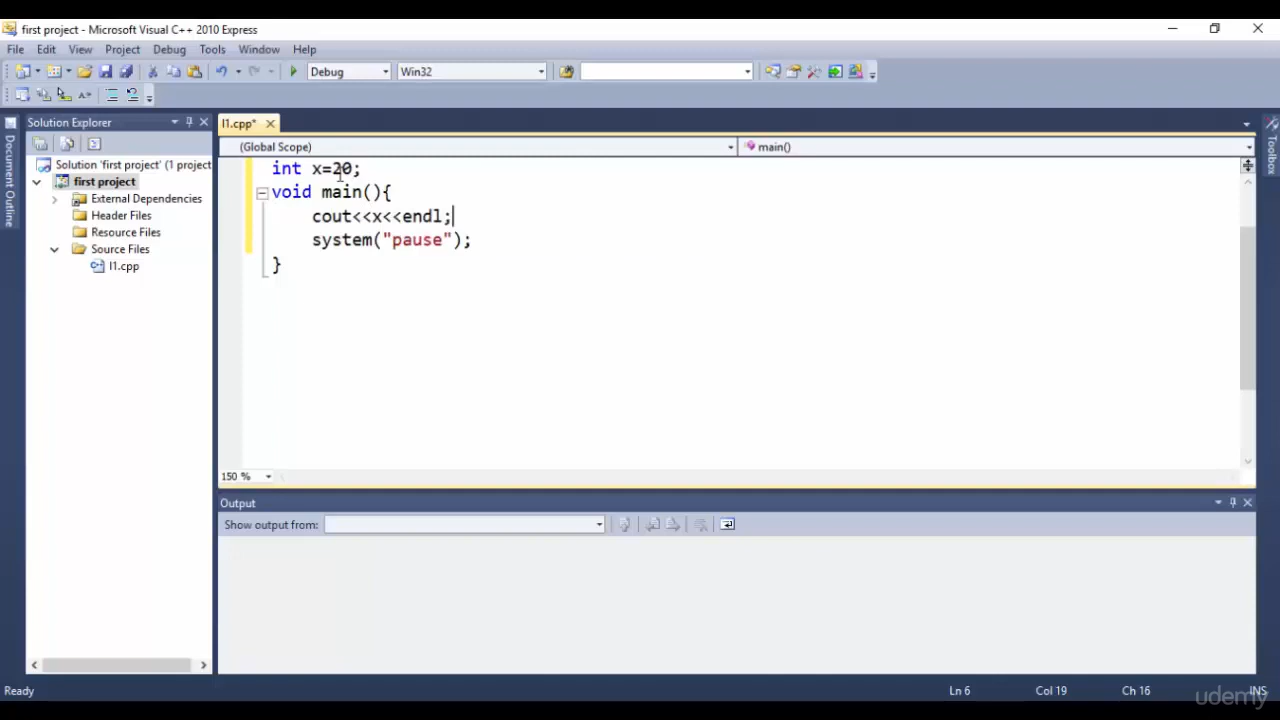 first project - Microsoft Visual C++ 2010 Express
File Edit View Project Debug Tools Window Help
Debug Win32
Solution Explorer
l1.cpp*
(Global Scope) main()
Document Outline
Toolbox
Solution 'first project' (1 project
first project
External Dependencies
Header Files
Resource Files
Source Files
l1.cpp
int x=20;
void main(){
cout<<x<<endl;
system("pause");
}
150 %
Output
Show output from:
Ready Ln 6 Col 19 Ch 16 INS
udemy